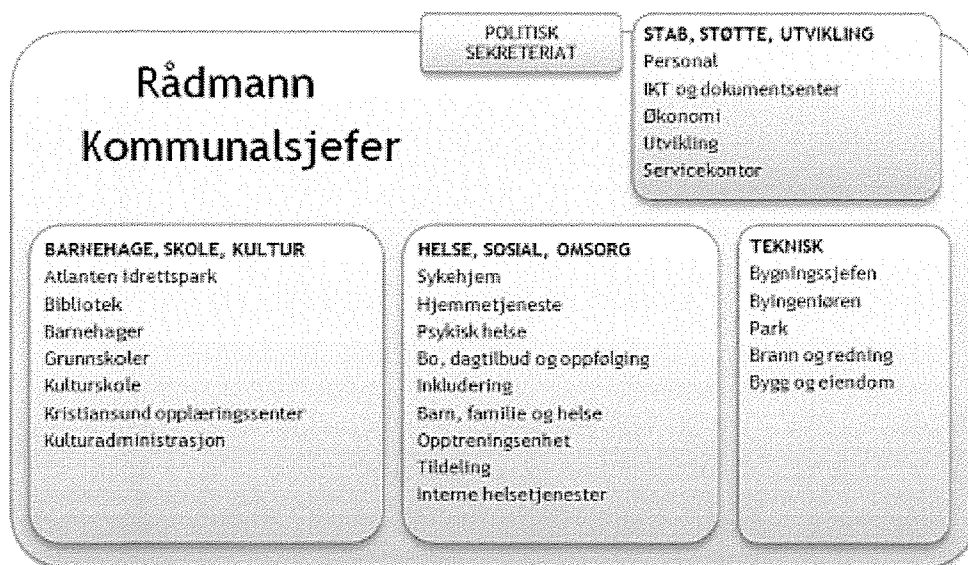 POLITISK
SEKRETERIAT
STAB, STØTTE, UTVIKLING
Personal
IKT og dokumentsenter
Økonomi
Utvikling
Servicekontor
Rådmann
Kommunalsjefer
BARNEHAGE, SKOLE, KULTUR
Atlanten idrettspark
Bibliotek
Barnehager
Grunnskoler
Kulturskole
Kristiansund opplæringssenter
Kulturadministrasjon
HELSE, SOSIAL, OMSORG
Sykehjem
Hjemmetjeneste
Psykisk helse
Bo, dagtilbud og oppfølging
Inkludering
Barn, familie og helse
Opptreningsenhet
Tildeling
Interne helsetjenester
TEKNISK
Bygningssjefen
Byingeniøren
Park
Brann og redning
Bygg og eiendom